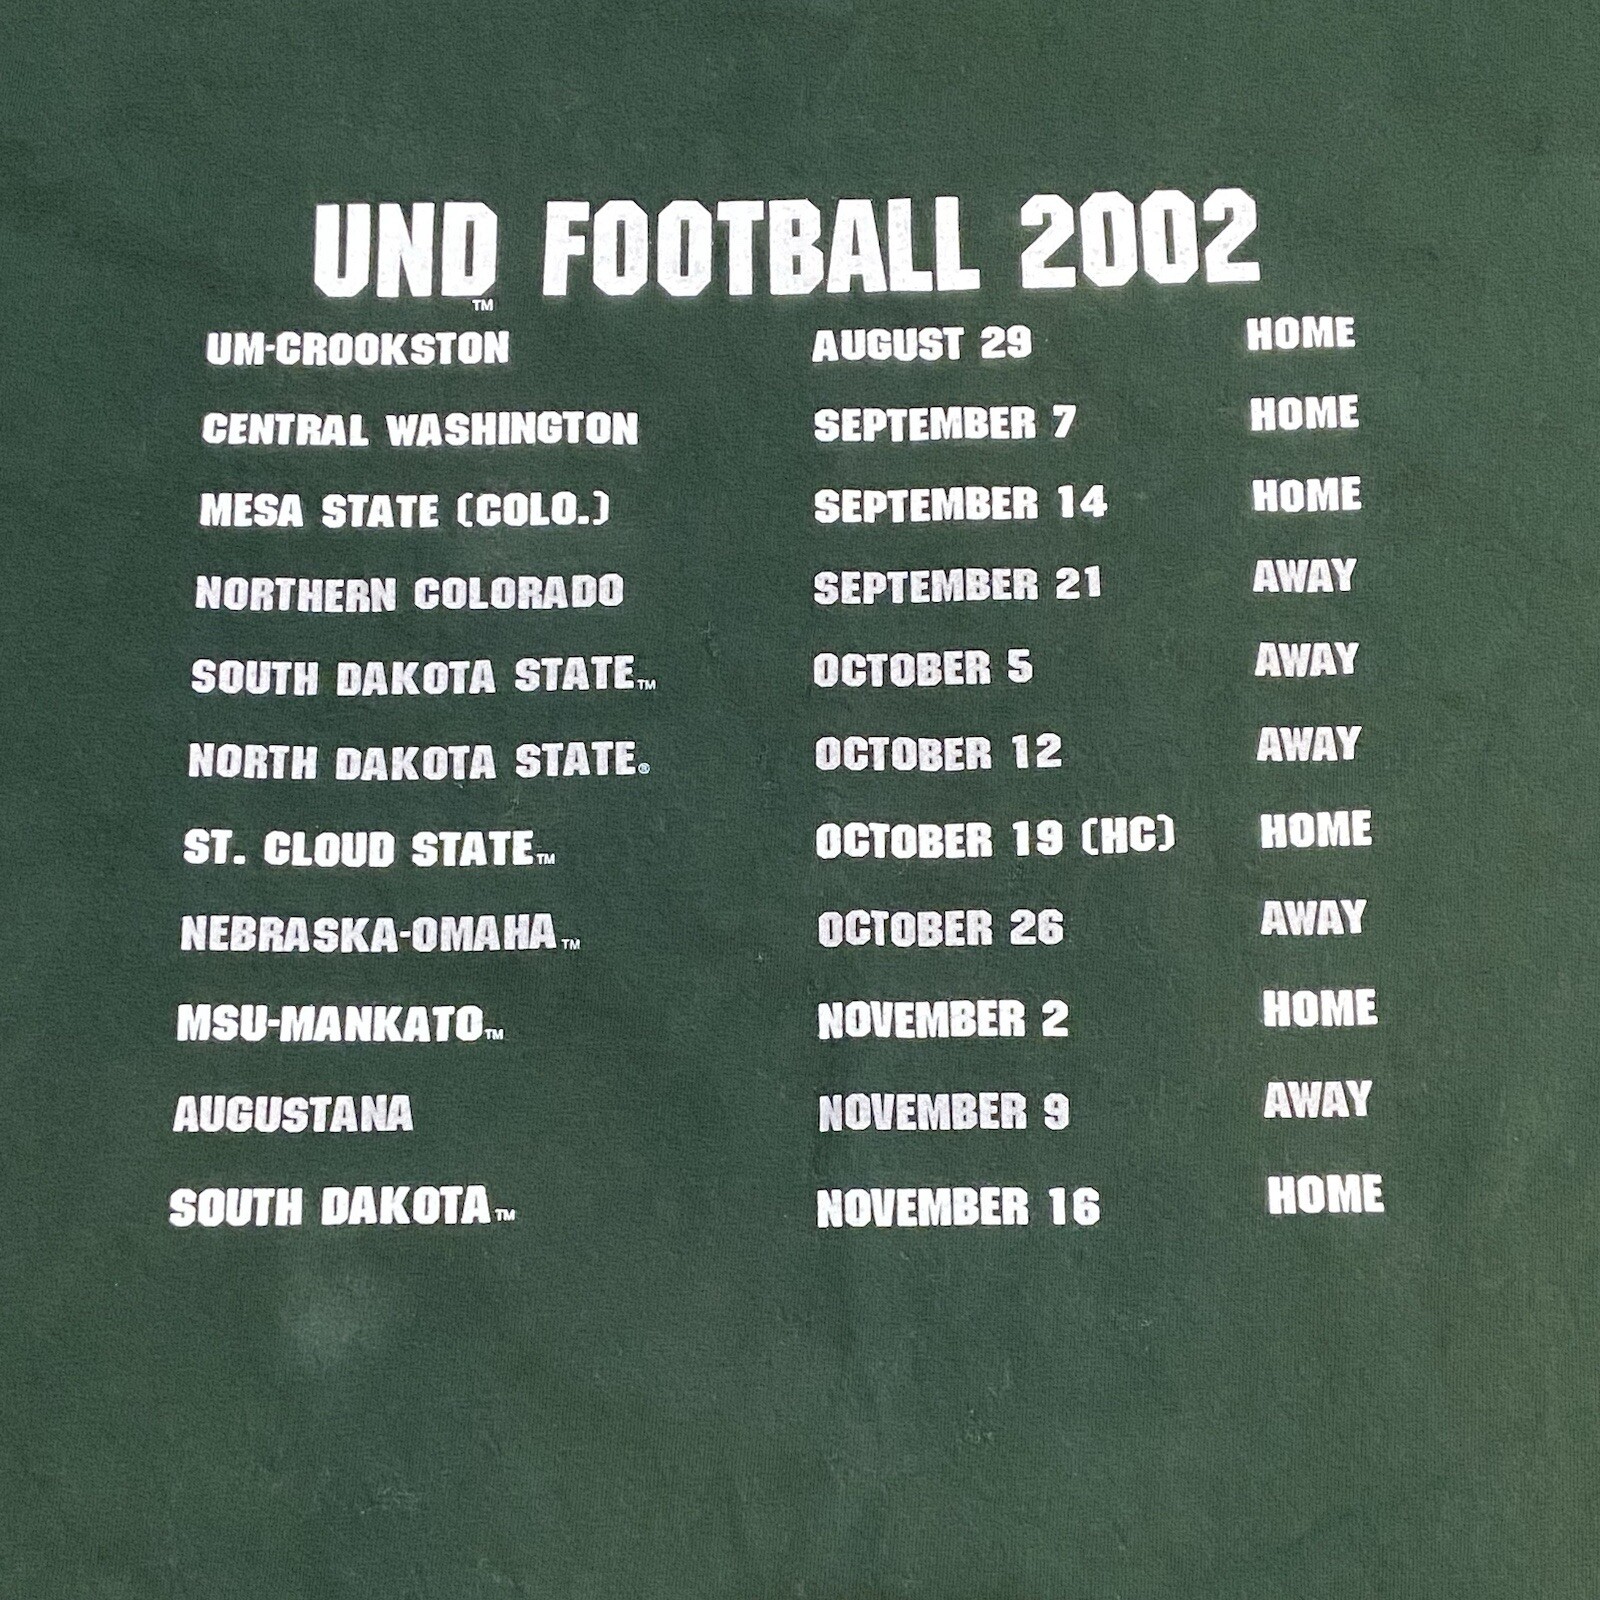 UND™ FOOTBALL 2002
UM-CROOKSTON AUGUST 29 HOME
CENTRAL WASHINGTON SEPTEMBER 7 HOME
MESA STATE (COLO.) SEPTEMBER 14 HOME
NORTHERN COLORADO SEPTEMBER 21 AWAY
SOUTH DAKOTA STATE™ OCTOBER 5 AWAY
NORTH DAKOTA STATE® OCTOBER 12 AWAY
ST. CLOUD STATE™ OCTOBER 19 (HC) HOME
NEBRASKA-OMAHA™ OCTOBER 26 AWAY
MSU-MANKATO™ NOVEMBER 2 HOME
AUGUSTANA NOVEMBER 9 AWAY
SOUTH DAKOTA™ NOVEMBER 16 HOME